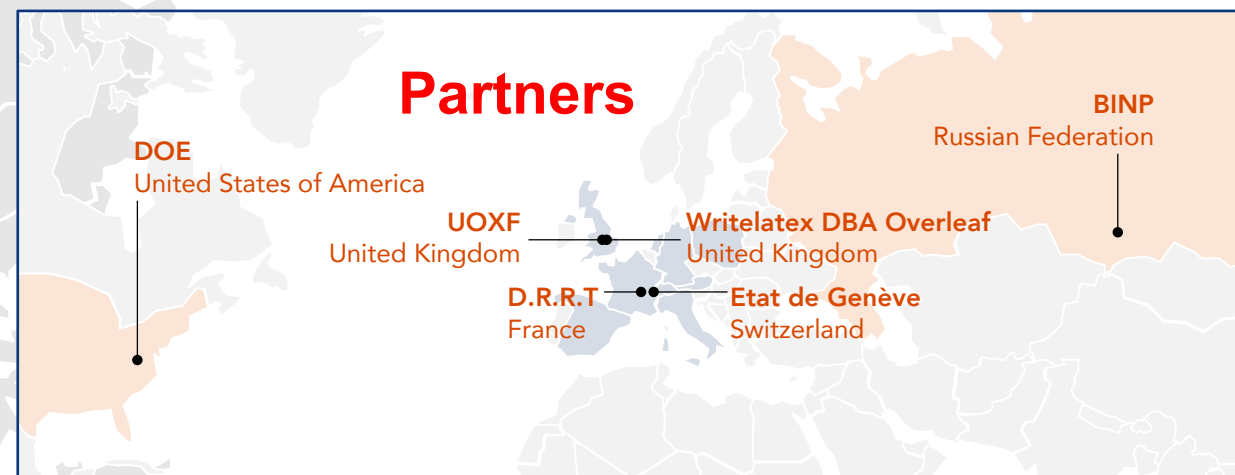 Partners
BINP
Russian Federation
DOE
United States of America
UOXF
United Kingdom
Writelatex DBA Overleaf
United Kingdom
D.R.R.T
France
Etat de Genève
Switzerland